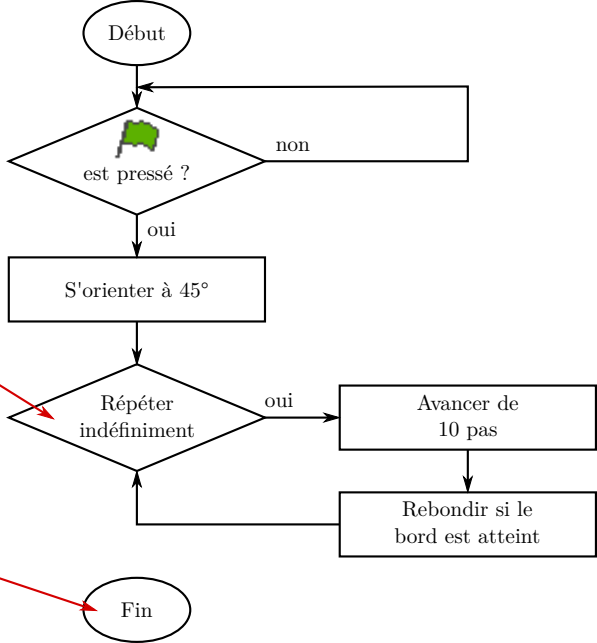 Début
non
est pressé ?
oui
S'orienter à 45°
Répéter
indéfiniment
oui
Avancer de
10 pas
Rebondir si le
bord est atteint
Fin